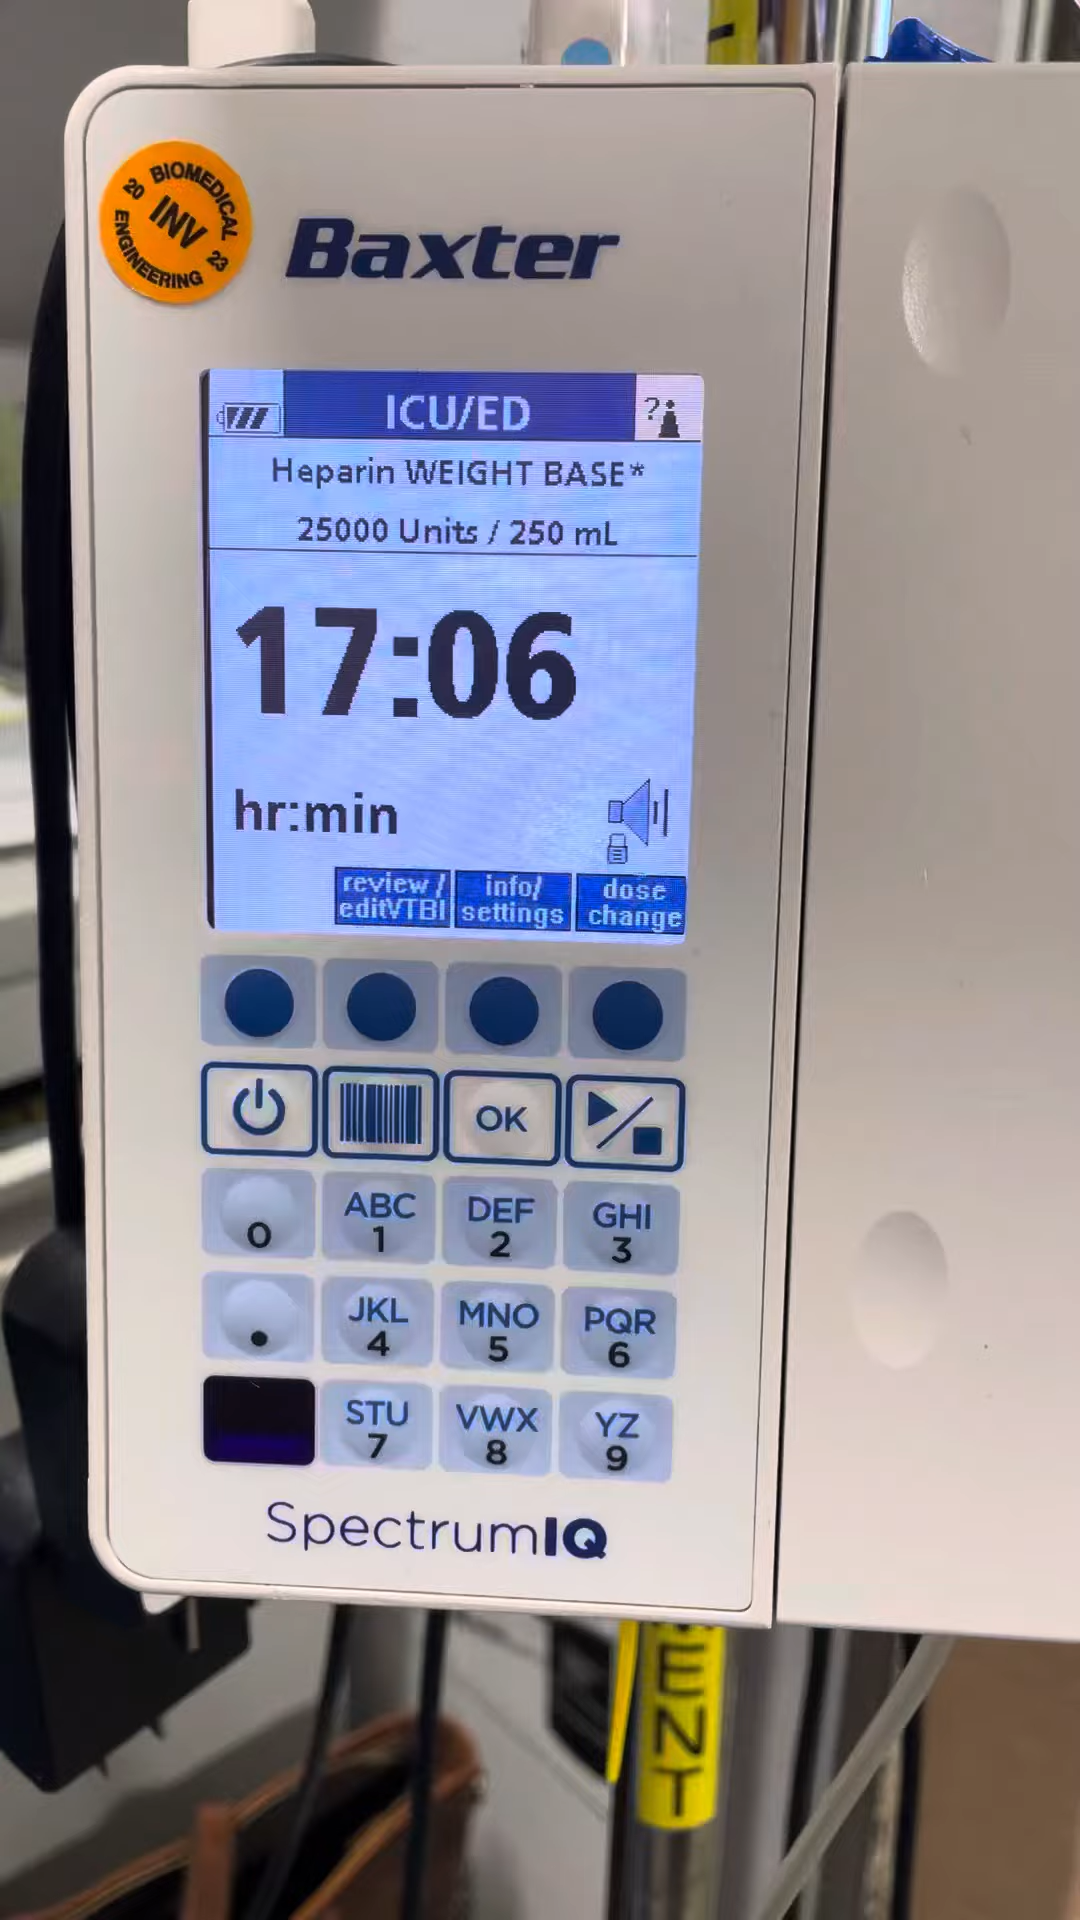 20 BIOMEDICAL
INV
ENGINEERING 23
Baxter
ICU/ED
?
Heparin WEIGHT BASE*
25000 Units / 250 mL
17:06
hr:min
review / editVTBI
info/ settings
dose change
OK
0
ABC 1
DEF 2
GHI 3
.
JKL 4
MNO 5
PQR 6
STU 7
VWX 8
YZ 9
SpectrumIQ
ENT